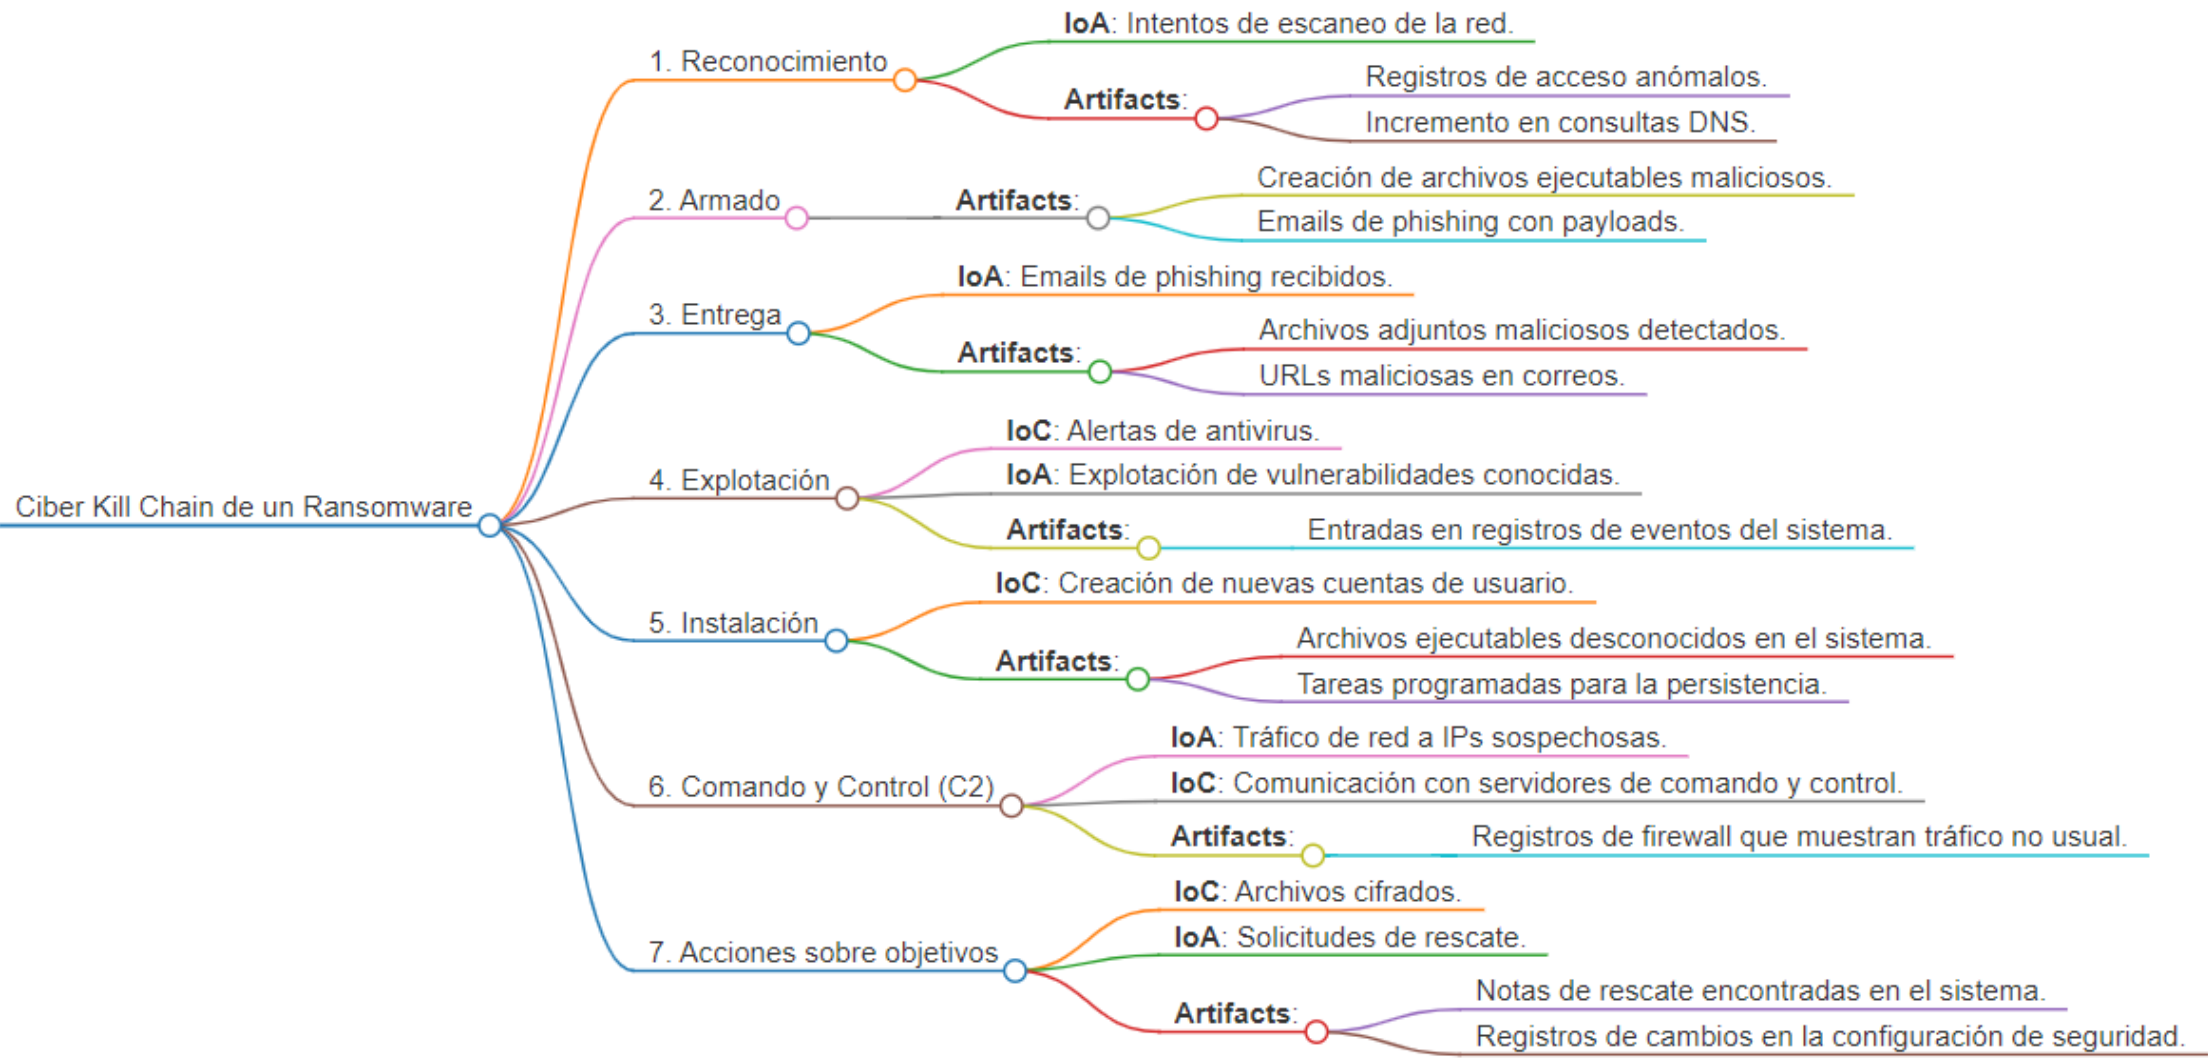 Ciber Kill Chain de un Ransomware
1. Reconocimiento
IoA: Intentos de escaneo de la red.
Artifacts:
Registros de acceso anómalos.
Incremento en consultas DNS.
2. Armado
Artifacts:
Creación de archivos ejecutables maliciosos.
Emails de phishing con payloads.
3. Entrega
IoA: Emails de phishing recibidos.
Artifacts:
Archivos adjuntos maliciosos detectados.
URLs maliciosas en correos.
4. Explotación
IoC: Alertas de antivirus.
IoA: Explotación de vulnerabilidades conocidas.
Artifacts:
Entradas en registros de eventos del sistema.
5. Instalación
IoC: Creación de nuevas cuentas de usuario.
Artifacts:
Archivos ejecutables desconocidos en el sistema.
Tareas programadas para la persistencia.
6. Comando y Control (C2)
IoA: Tráfico de red a IPs sospechosas.
IoC: Comunicación con servidores de comando y control.
Artifacts:
Registros de firewall que muestran tráfico no usual.
7. Acciones sobre objetivos
IoC: Archivos cifrados.
IoA: Solicitudes de rescate.
Artifacts:
Notas de rescate encontradas en el sistema.
Registros de cambios en la configuración de seguridad.